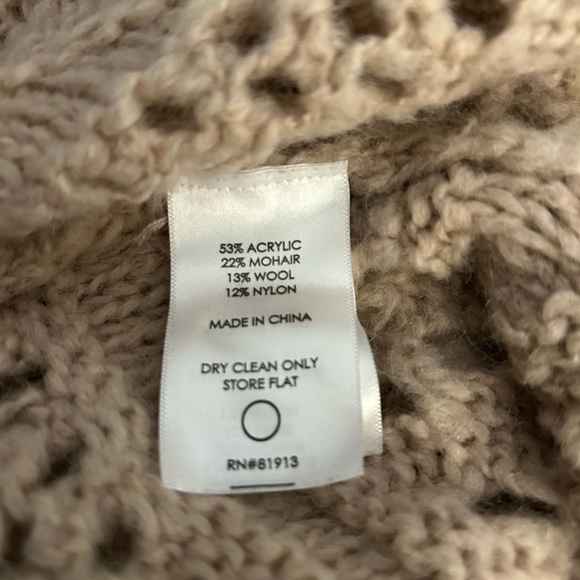 53% ACRYLIC
22% MOHAIR
13% WOOL
12% NYLON
MADE IN CHINA
DRY CLEAN ONLY
STORE FLAT
RN#81913